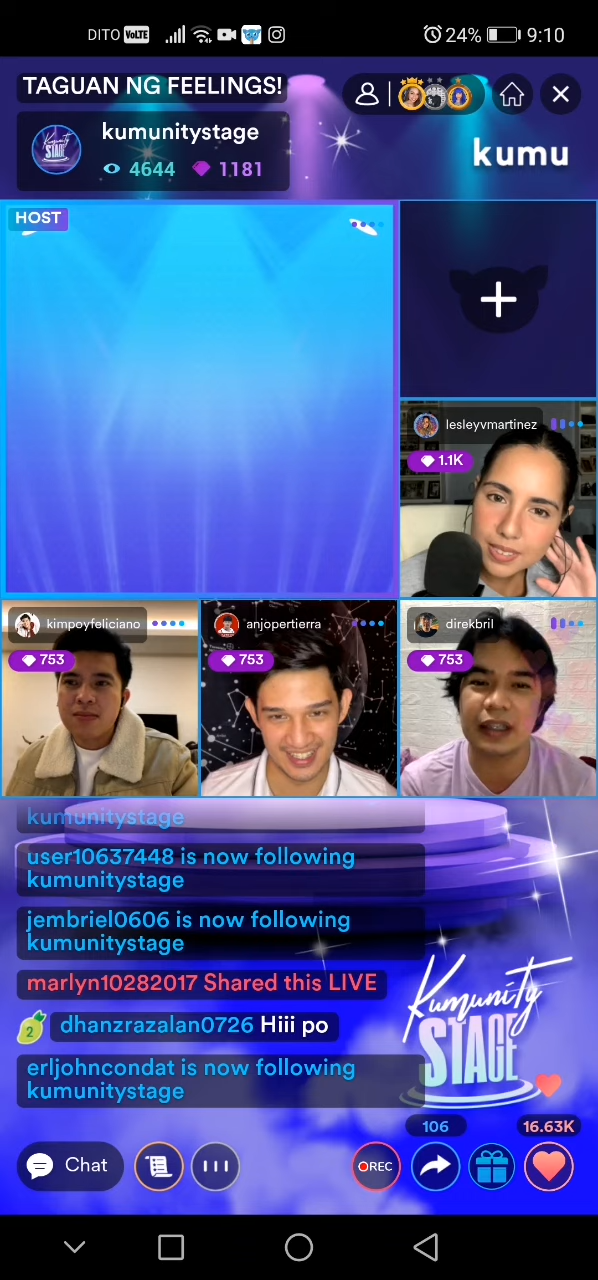 DITO VoLTE 24% 9:10
TAGUAN NG FEELINGS!
kumunitystage
4644 1181
kumu
HOST
lesleyvmartinez
1.1K
kimpoyfeliciano
753
anjopertierra
753
direkbril
753
kumunitystage
user10637448 is now following
kumunitystage
jembriel0606 is now following
kumunitystage
marlyn10282017 Shared this LIVE
2 dhanzrazalan0726 Hiii po
erljohncondat is now following
kumunitystage
Kumunity
STAGE
106 16.63K
Chat
REC